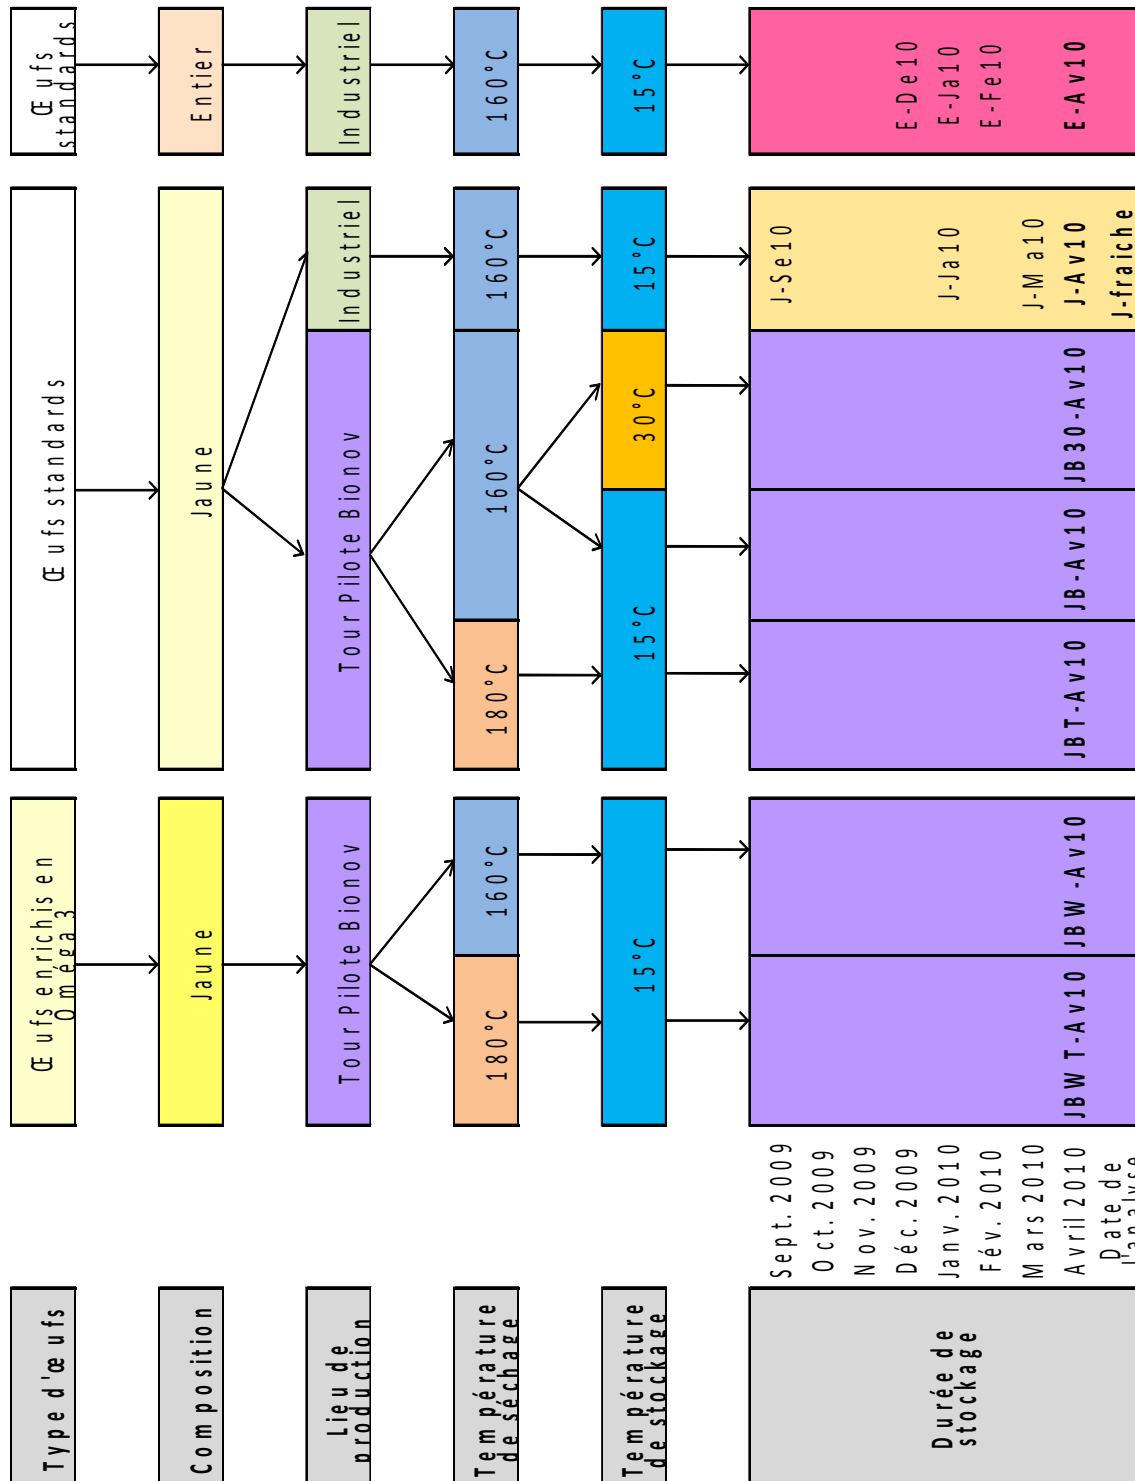 Type d'œufs
Œufs enrichis en
Oméga 3
Œufs standards
Œufs
standards
Composition
Jaune
Jaune
Entier
Lieu de
production
Tour Pilote Bionov
Tour Pilote Bionov
Industriel
Industriel
Température
de séchage
180°C
160°C
180°C
160°C
160°C
160°C
Température
de stockage
15°C
15°C
30°C
15°C
15°C
Durée de
stockage
Sept. 2009
J-Se10
Oct. 2009
Nov. 2009
Déc. 2009
E-De10
Janv. 2010
J-Ja10
E-Ja10
Fév. 2010
E-Fe10
Mars 2010
J-Ma10
Avril 2010
JBWT-Av10
JBW-Av10
JBT-Av10
JB-Av10
JB30-Av10
J-Av10
E-Av10
Date de
l'analyse
J-fraiche